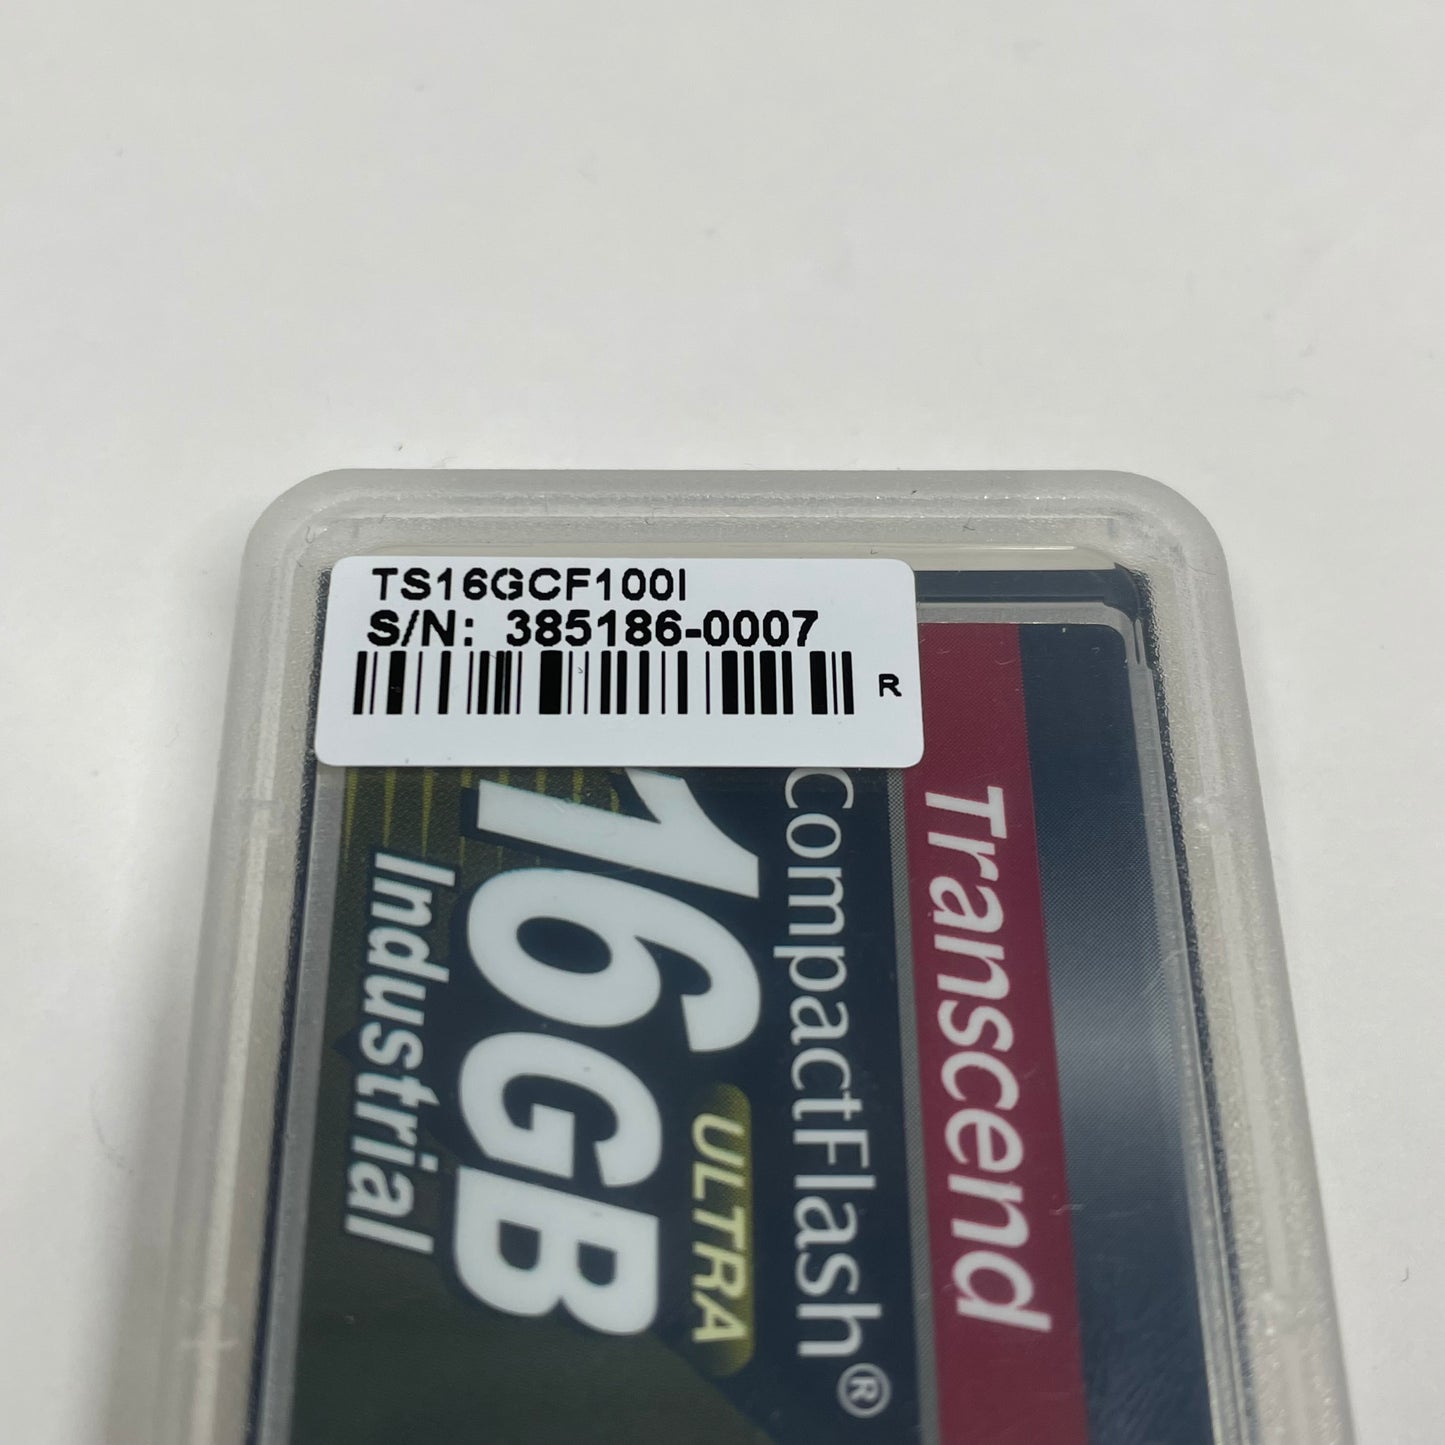 TS16GCF100I
S/N: 385186-0007
R
Transcend
CompactFlash®
ULTRA
16GB
Industrial